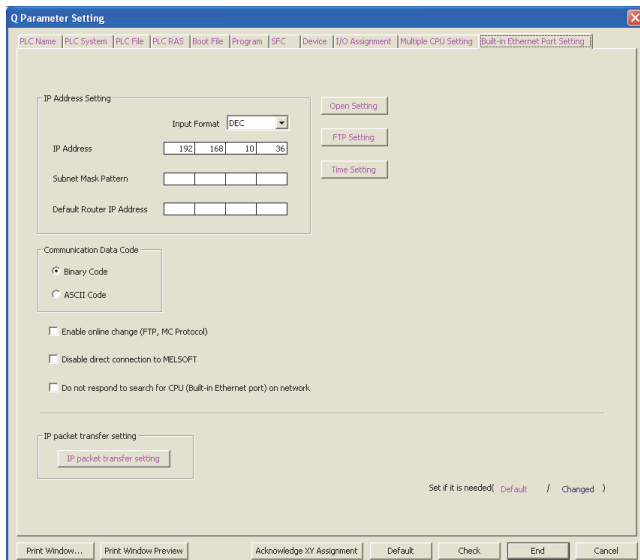 Q Parameter Setting
PLC Name PLC System PLC File PLC RAS Boot File Program SFC Device I/O Assignment Multiple CPU Setting Built-in Ethernet Port Setting
IP Address Setting
Input Format DEC
Open Setting
IP Address 192 168 10 36
FTP Setting
Subnet Mask Pattern
Time Setting
Default Router IP Address
Communication Data Code
Binary Code
ASCII Code
Enable online change (FTP, MC Protocol)
Disable direct connection to MELSOFT
Do not respond to search for CPU (Built-in Ethernet port) on network
IP packet transfer setting
IP packet transfer setting
Set if it is needed( Default / Changed )
Print Window... Print Window Preview Acknowledge XY Assignment Default Check End Cancel